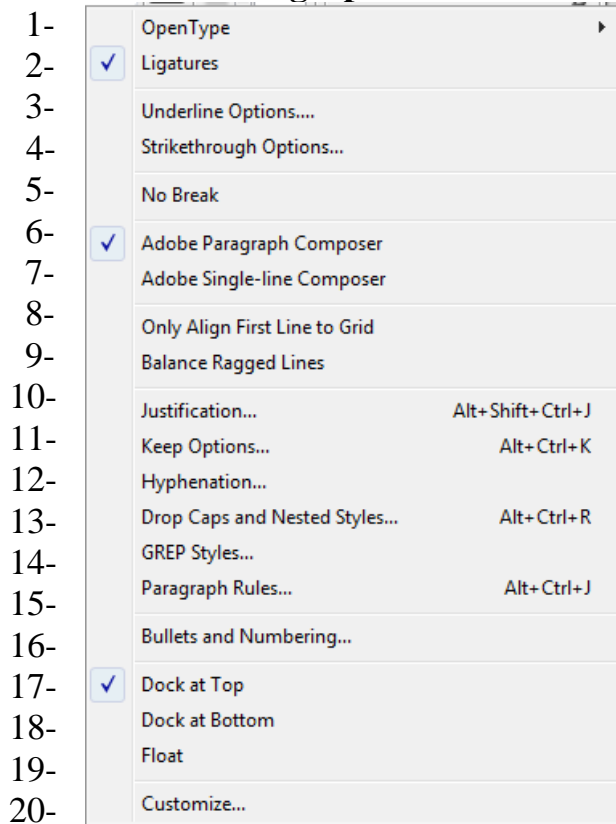 1- OpenType
2- Ligatures
3- Underline Options....
4- Strikethrough Options...
5- No Break
6- Adobe Paragraph Composer
7- Adobe Single-line Composer
8- Only Align First Line to Grid
9- Balance Ragged Lines
10- Justification... Alt+Shift+Ctrl+J
11- Keep Options... Alt+Ctrl+K
12- Hyphenation...
13- Drop Caps and Nested Styles... Alt+Ctrl+R
14- GREP Styles...
15- Paragraph Rules... Alt+Ctrl+J
16- Bullets and Numbering...
17- Dock at Top
18- Dock at Bottom
19- Float
20- Customize...